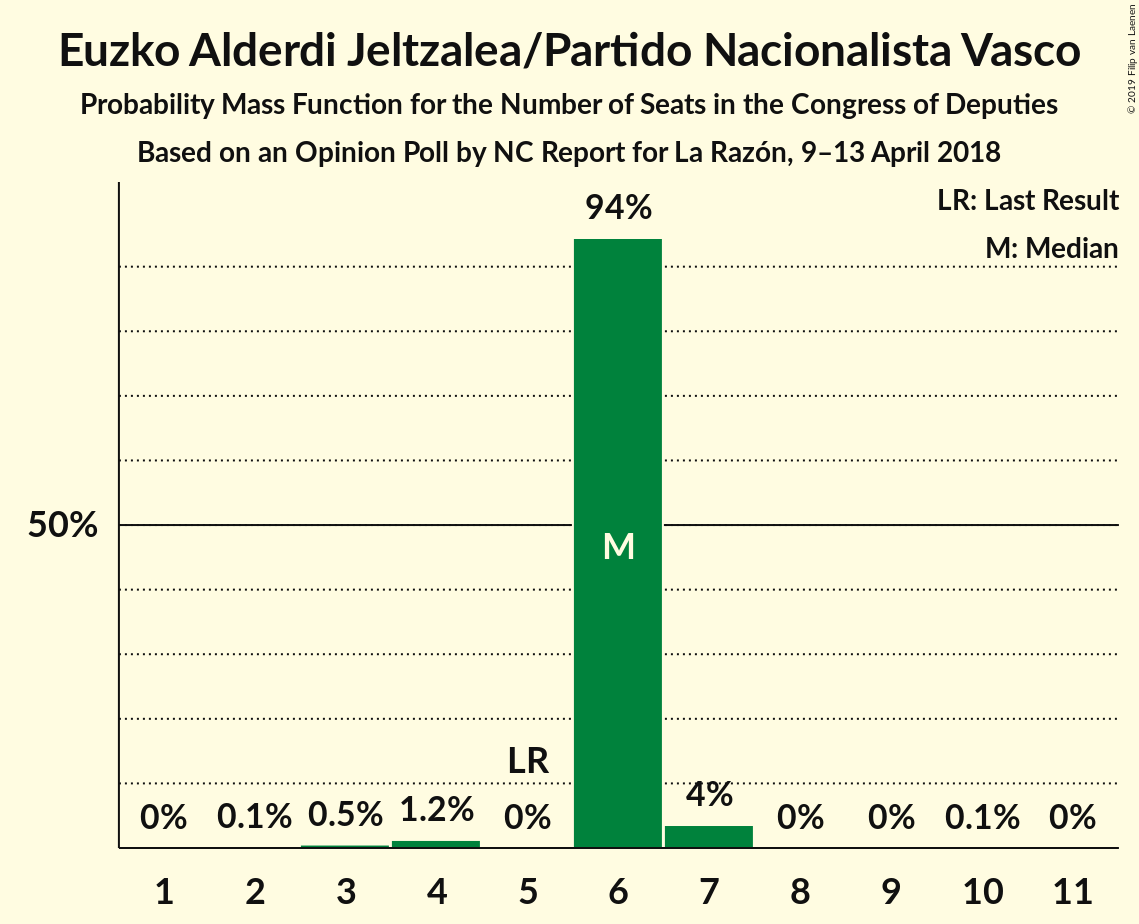 Euzko Alderdi Jeltzalea/Partido Nacionalista Vasco
Probability Mass Function for the Number of Seats in the Congress of Deputies
Based on an Opinion Poll by NC Report for La Razón, 9–13 April 2018
© 2019 Filip van Laenen
LR: Last Result
M: Median
94%
50%
M
LR
0% 0.1% 0.5% 1.2% 0% 4% 0% 0% 0.1% 0%
1 2 3 4 5 6 7 8 9 10 11